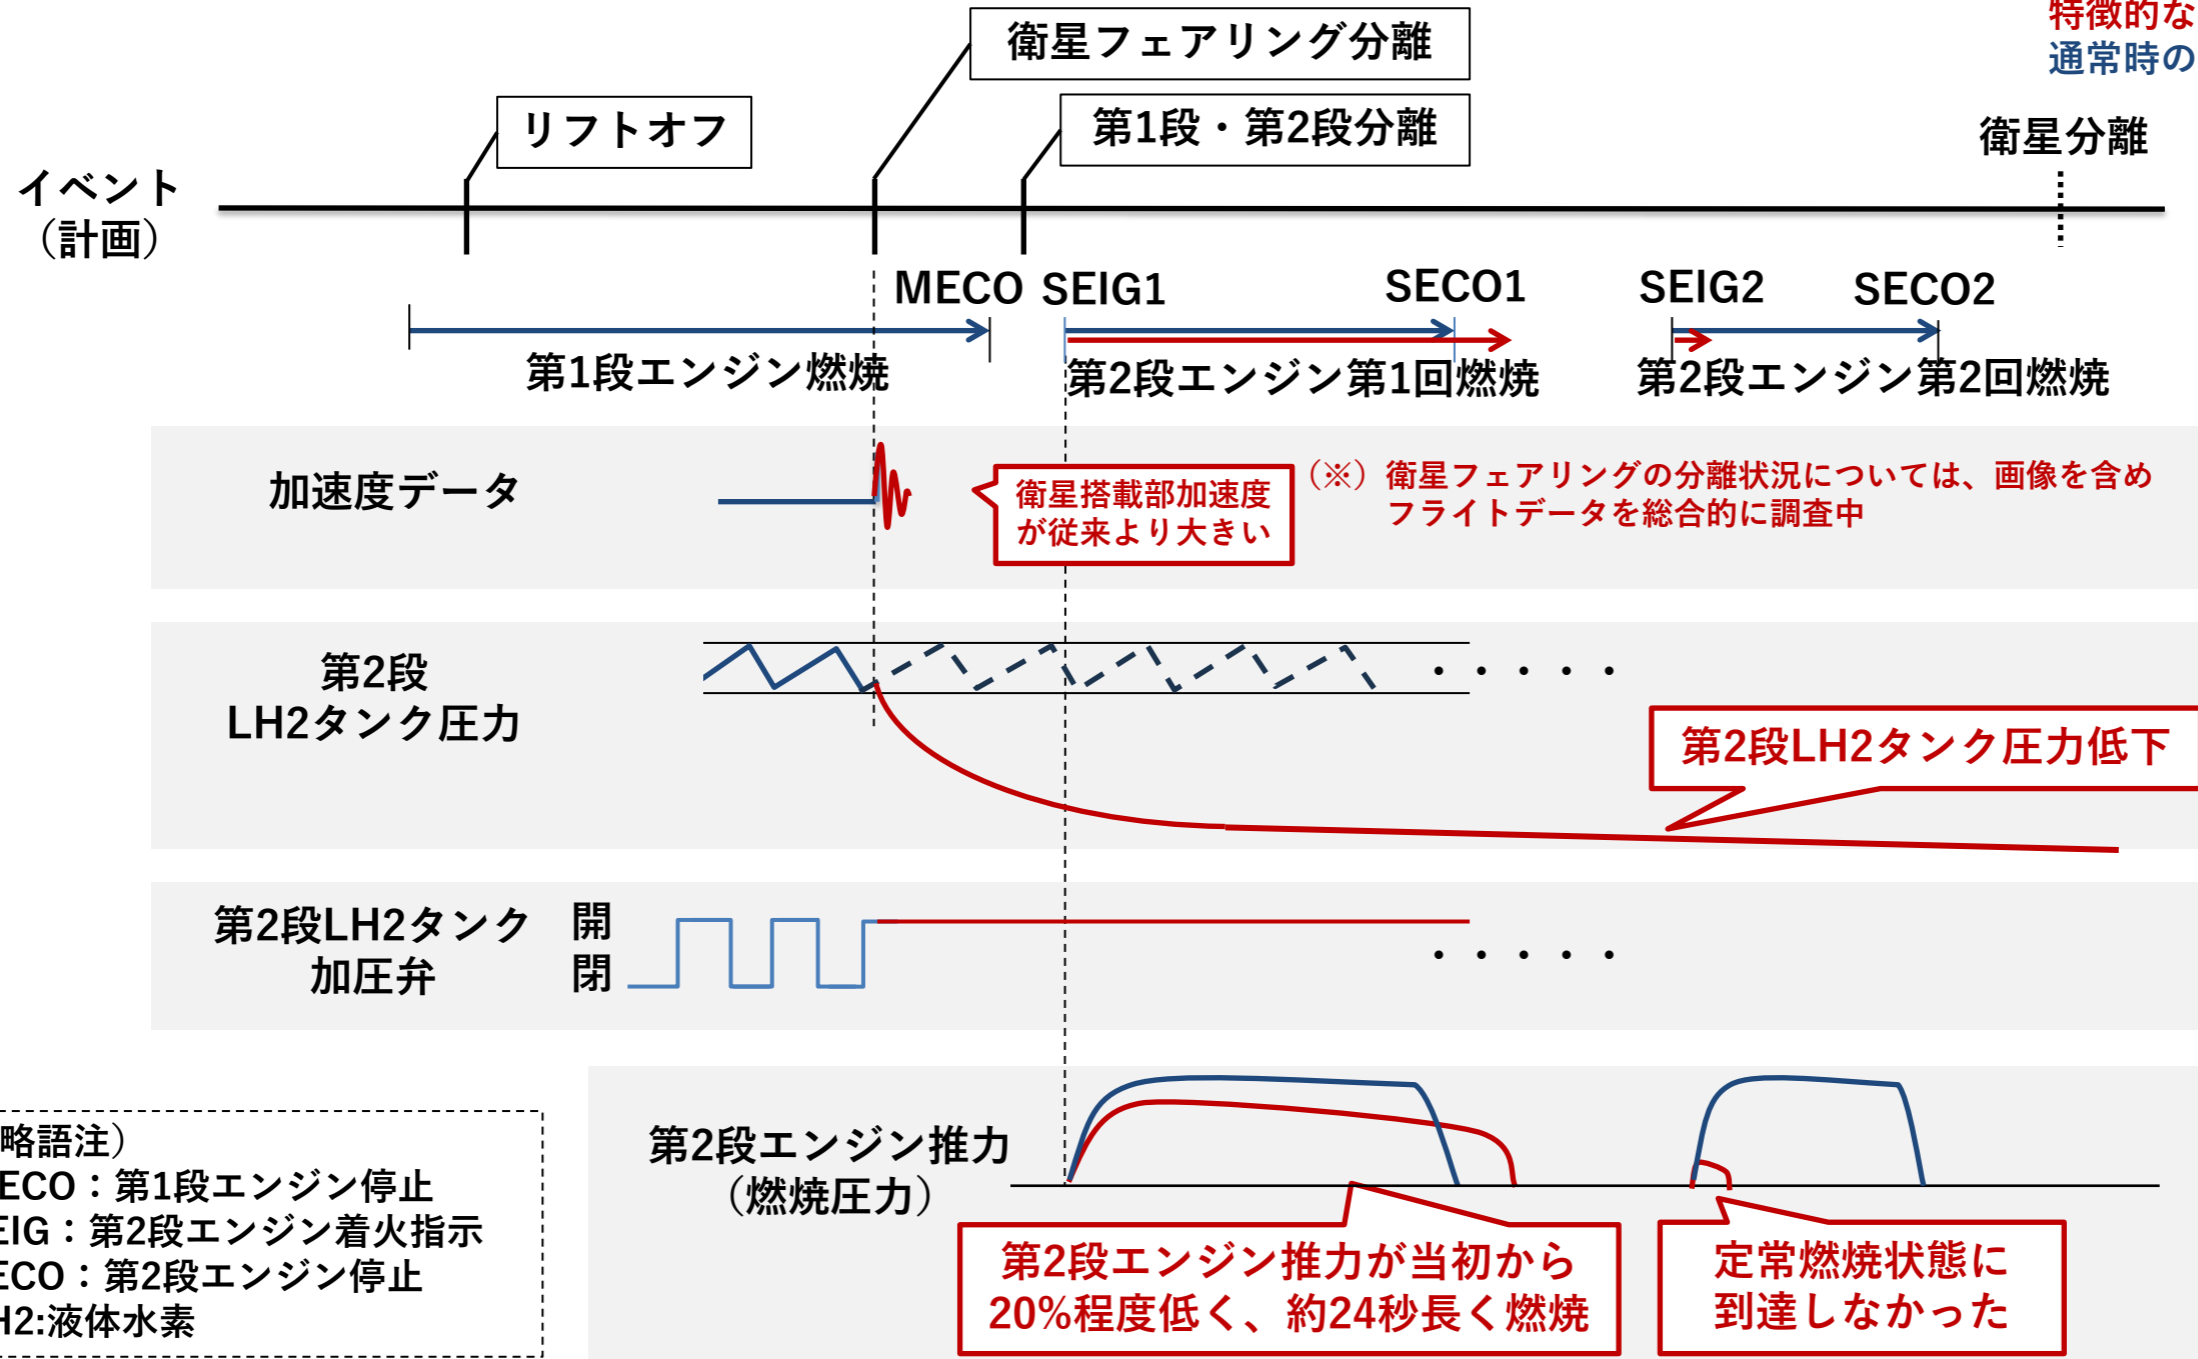 特徴的な
通常時の
衛星フェアリング分離
リフトオフ
第1段・第2段分離
衛星分離
イベント
（計画）
MECO
SEIG1
SECO1
SEIG2
SECO2
第1段エンジン燃焼
第2段エンジン第1回燃焼
第2段エンジン第2回燃焼
加速度データ
衛星搭載部加速度
が従来より大きい
（※）衛星フェアリングの分離状況については、画像を含め
フライトデータを総合的に調査中
第2段
LH2タンク圧力
・・・・・
第2段LH2タンク圧力低下
第2段LH2タンク
加圧弁
開
閉
・・・・・
第2段エンジン推力
（燃焼圧力）
第2段エンジン推力が当初から
20%程度低く、約24秒長く燃焼
定常燃焼状態に
到達しなかった
略語注）
ECO：第1段エンジン停止
EIG：第2段エンジン着火指示
ECO：第2段エンジン停止
H2:液体水素